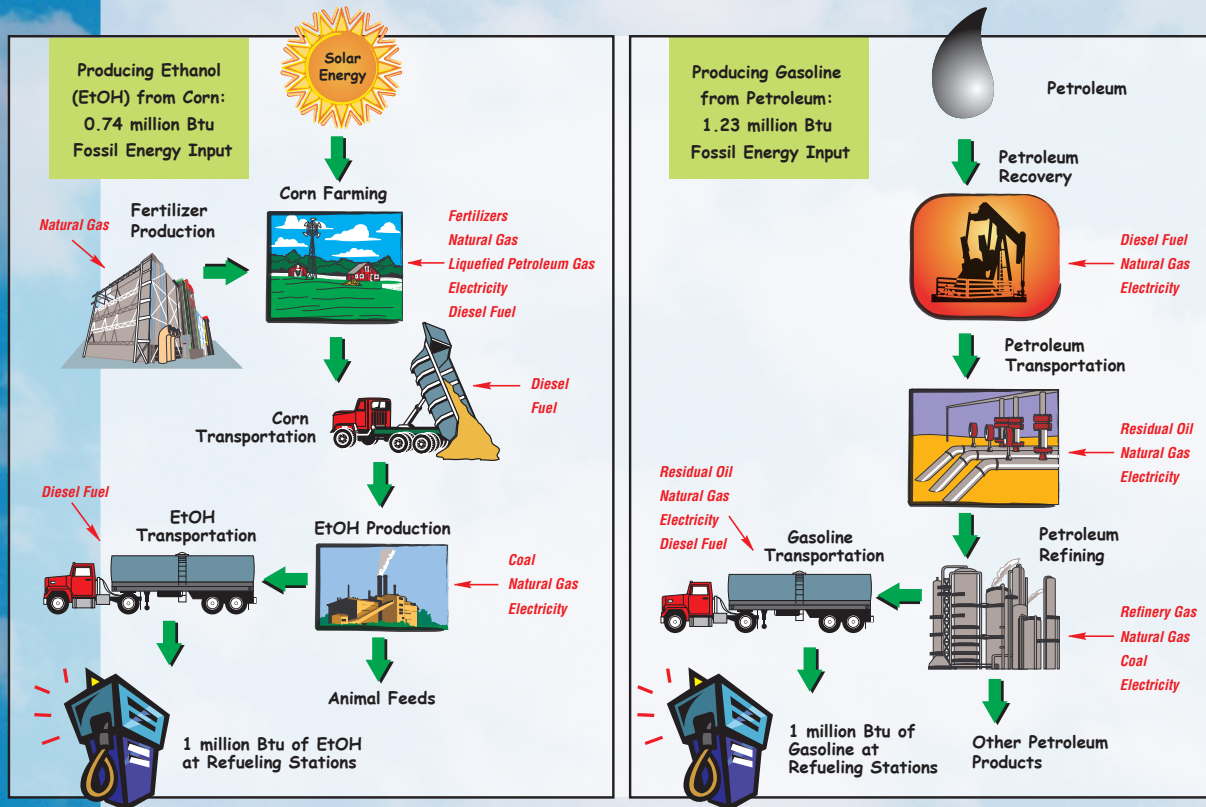 Producing Ethanol
(EtOH) from Corn:
0.74 million Btu
Fossil Energy Input
Solar
Energy
Corn Farming
Fertilizer
Production
Natural Gas
Fertilizers
Natural Gas
Liquefied Petroleum Gas
Electricity
Diesel Fuel
Corn
Transportation
Diesel
Fuel
EtOH Production
Coal
Natural Gas
Electricity
EtOH
Transportation
Diesel Fuel
Animal Feeds
1 million Btu of EtOH
at Refueling Stations
Producing Gasoline
from Petroleum:
1.23 million Btu
Fossil Energy Input
Petroleum
Petroleum
Recovery
Diesel Fuel
Natural Gas
Electricity
Petroleum
Transportation
Residual Oil
Natural Gas
Electricity
Petroleum
Refining
Refinery Gas
Natural Gas
Coal
Electricity
Residual Oil
Natural Gas
Electricity
Diesel Fuel
Gasoline
Transportation
1 million Btu of
Gasoline at
Refueling Stations
Other Petroleum
Products